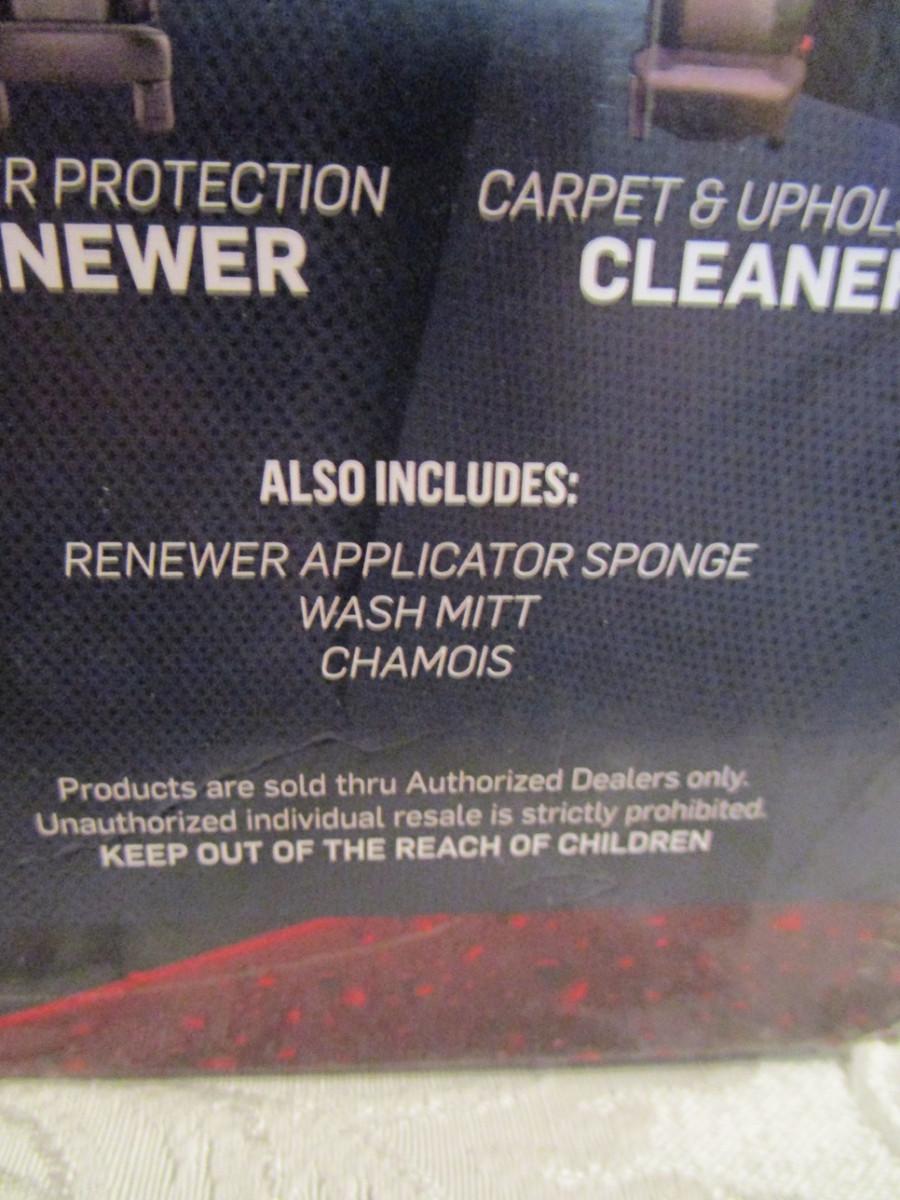 R PROTECTION
NEWER
CARPET & UPHOL
CLEANER
ALSO INCLUDES:
RENEWER APPLICATOR SPONGE
WASH MITT
CHAMOIS
Products are sold thru Authorized Dealers only.
Unauthorized individual resale is strictly prohibited.
KEEP OUT OF THE REACH OF CHILDREN